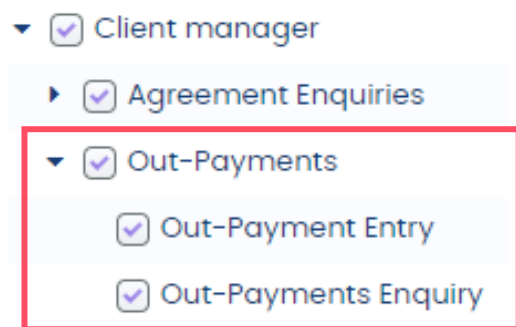 Client manager
Agreement Enquiries
Out-Payments
Out-Payment Entry
Out-Payments Enquiry